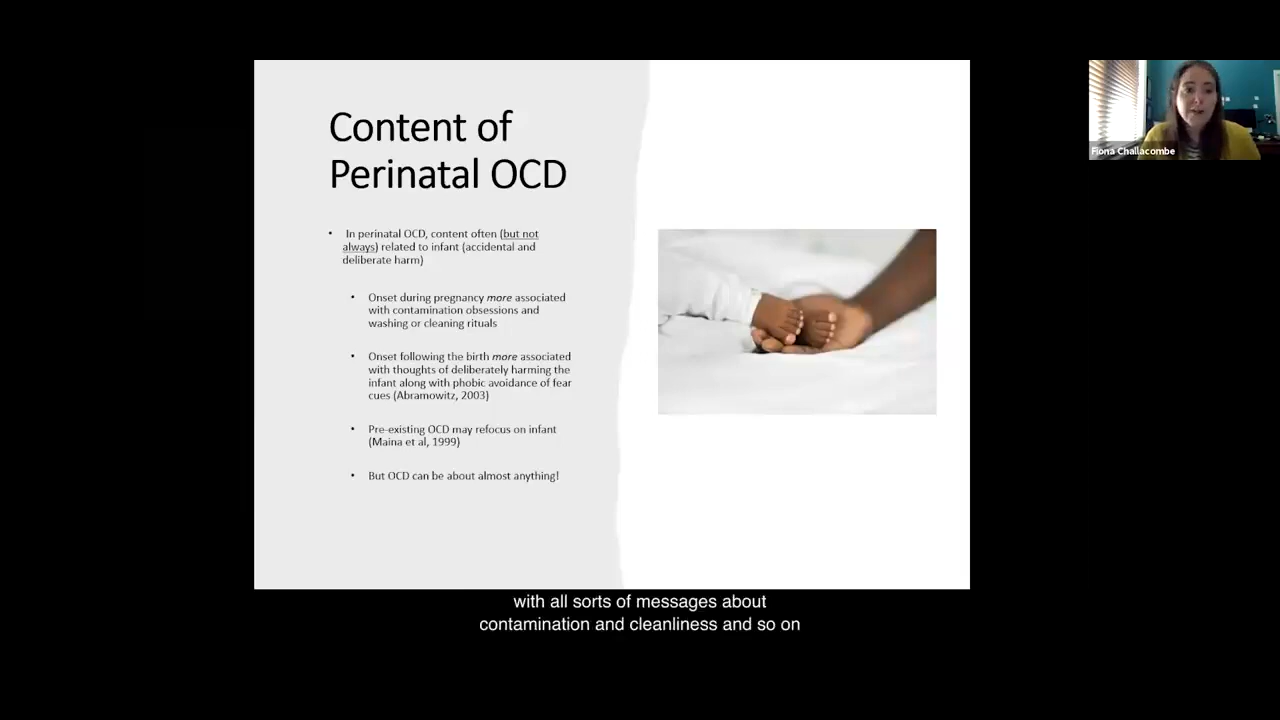 Content of
Perinatal OCD
• In perinatal OCD, content often (but not
always) related to infant (accidental and
deliberate harm)
• Onset during pregnancy more associated
with contamination obsessions and
washing or cleaning rituals
• Onset following the birth more associated
with thoughts of deliberately harming the
infant along with phobic avoidance of fear
cues (Abramowitz, 2003)
• Pre-existing OCD may refocus on infant
(Maina et al, 1999)
• But OCD can be about almost anything!
Fiona Challacombe
with all sorts of messages about
contamination and cleanliness and so on